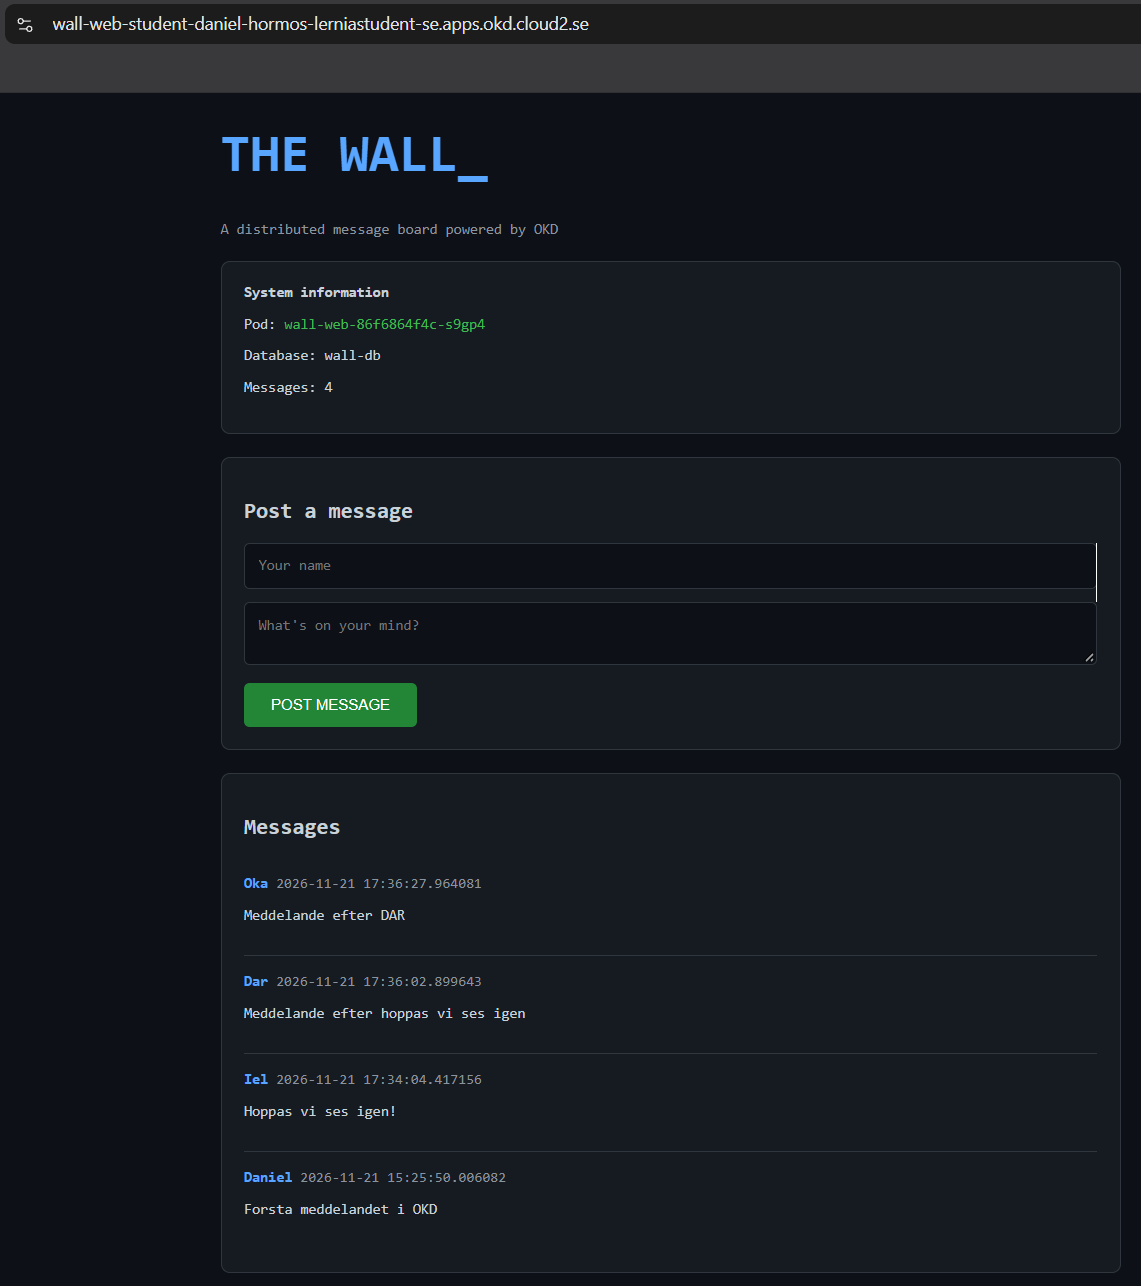 wall-web-student-daniel-hormos-lerniastudent-se.apps.okd.cloud2.se
THE WALL_
A distributed message board powered by OKD
System information
Pod: wall-web-86f6864f4c-s9gp4
Database: wall-db
Messages: 4
Post a message
Your name
What's on your mind?
POST MESSAGE
Messages
Oka 2026-11-21 17:36:27.964081
Meddelande efter DAR
Dar 2026-11-21 17:36:02.899643
Meddelande efter hoppas vi ses igen
Iel 2026-11-21 17:34:04.417156
Hoppas vi ses igen!
Daniel 2026-11-21 15:25:50.006082
Forsta meddelandet i OKD